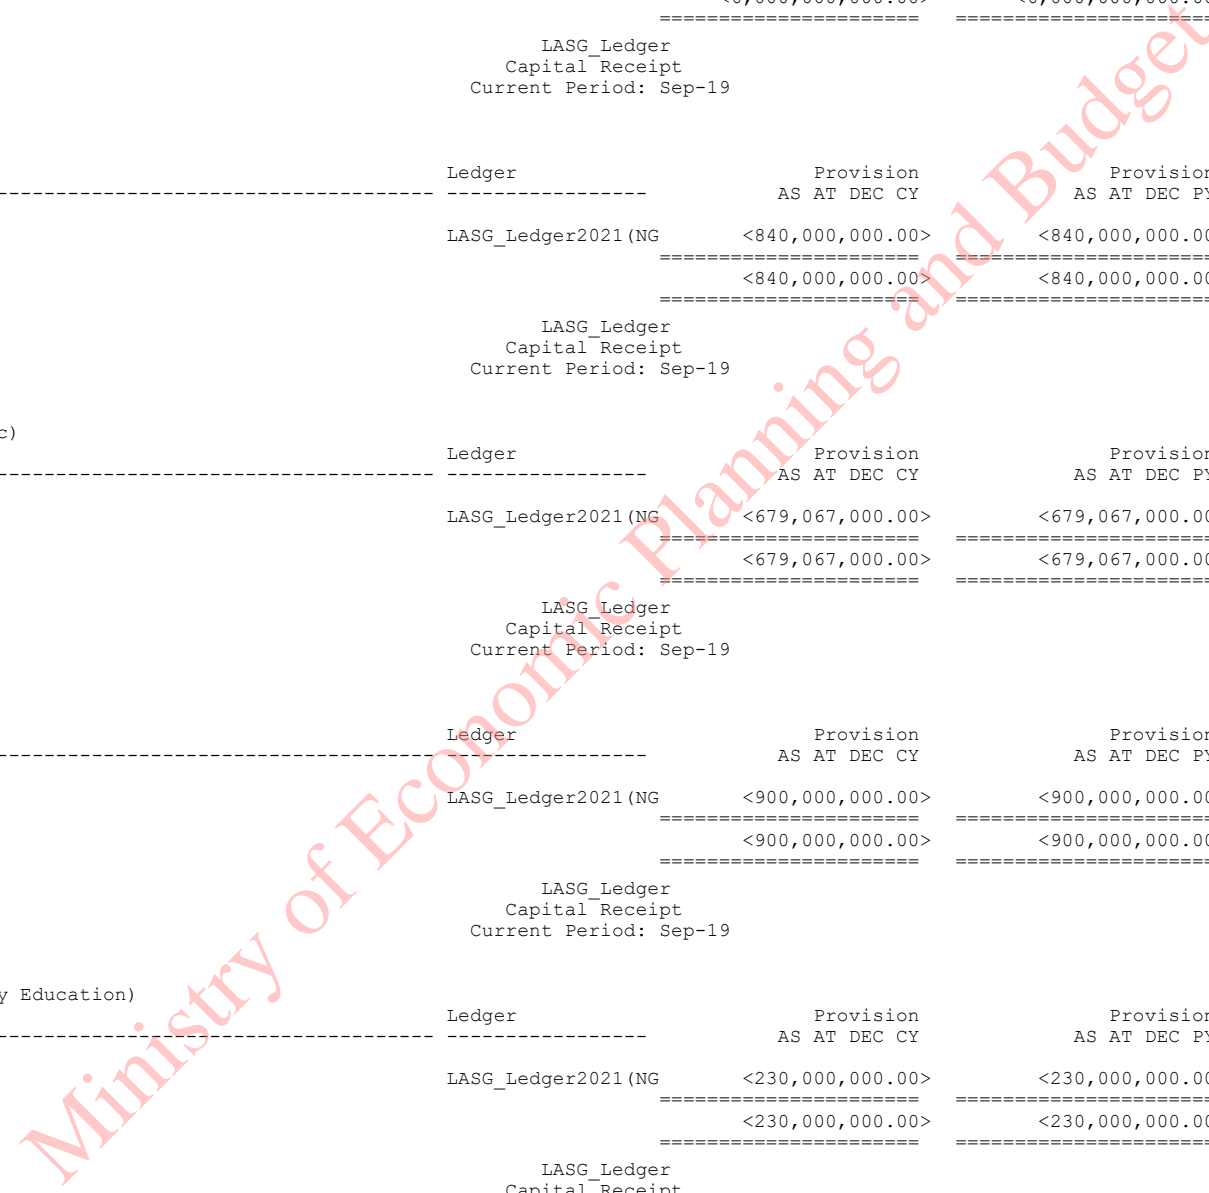 ======================   ======================
LASG_Ledger
Capital Receipt
Current Period: Sep-19
Ledger Provision Provision
------------------------------------- ----------------- AS AT DEC CY AS AT DEC PY
LASG_Ledger2021(NG <840,000,000.00> <840,000,000.00
====================== ======================
<840,000,000.00> <840,000,000.00
====================== ======================
LASG_Ledger
Capital Receipt
Current Period: Sep-19
c)
Ledger Provision Provision
------------------------------------- ----------------- AS AT DEC CY AS AT DEC PY
LASG_Ledger2021(NG <679,067,000.00> <679,067,000.00
====================== ======================
<679,067,000.00> <679,067,000.00
====================== ======================
LASG_Ledger
Capital Receipt
Current Period: Sep-19
Ledger Provision Provision
------------------------------------- ----------------- AS AT DEC CY AS AT DEC PY
LASG_Ledger2021(NG <900,000,000.00> <900,000,000.00
====================== ======================
<900,000,000.00> <900,000,000.00
====================== ======================
LASG_Ledger
Capital Receipt
Current Period: Sep-19
y Education)
Ledger Provision Provision
------------------------------------- ----------------- AS AT DEC CY AS AT DEC PY
LASG_Ledger2021(NG <230,000,000.00> <230,000,000.00
====================== ======================
<230,000,000.00> <230,000,000.00
====================== ======================
LASG_Ledger
Capital Receipt
Ministry of Economic Planning and Budget